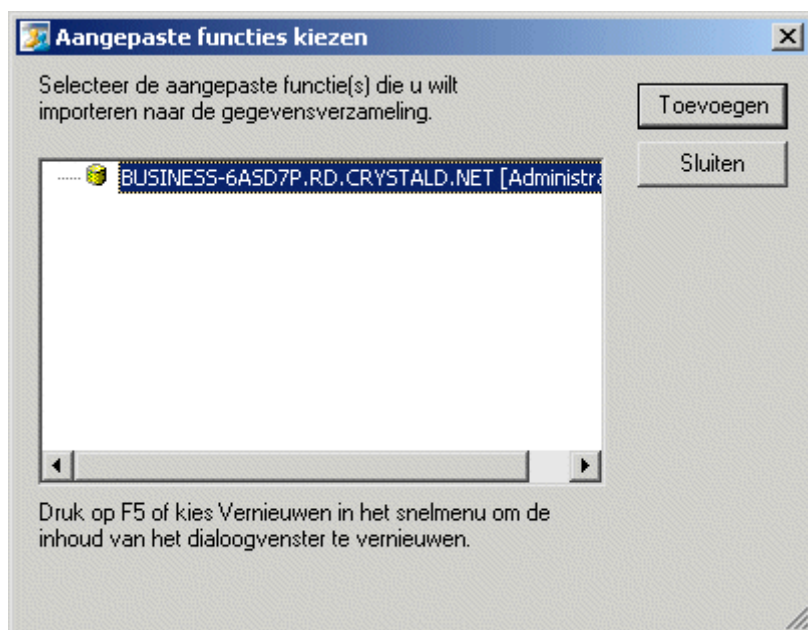 Aangepaste functies kiezen
Selecteer de aangepaste functie(s) die u wilt
importeren naar de gegevensverzameling.
Toevoegen
Sluiten
BUSINESS-6ASD7P.RD.CRYSTALD.NET [Administra
Druk op F5 of kies Vernieuwen in het snelmenu om de
inhoud van het dialoogvenster te vernieuwen.